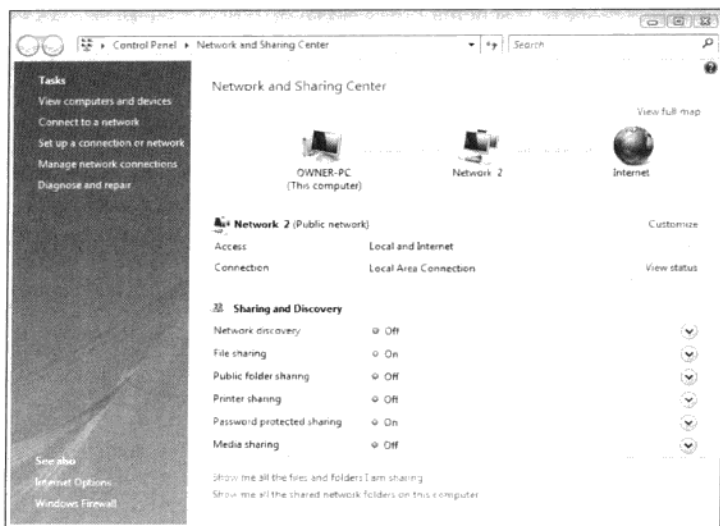 Control Panel ▸ Network and Sharing Center
Search
Tasks
View computers and devices
Connect to a network
Set up a connection or network
Manage network connections
Diagnose and repair
Network and Sharing Center
View full map
OWNER-PC
(This computer)
Network 2
Internet
Network 2 (Public network)
Customize
Access
Local and Internet
Connection
Local Area Connection
View status
Sharing and Discovery
Network discovery
Off
File sharing
On
Public folder sharing
Off
Printer sharing
Off
Password protected sharing
On
Media sharing
Off
See also
Internet Options
Windows Firewall
Show me all the files and folders I am sharing
Show me all the shared network folders on this computer